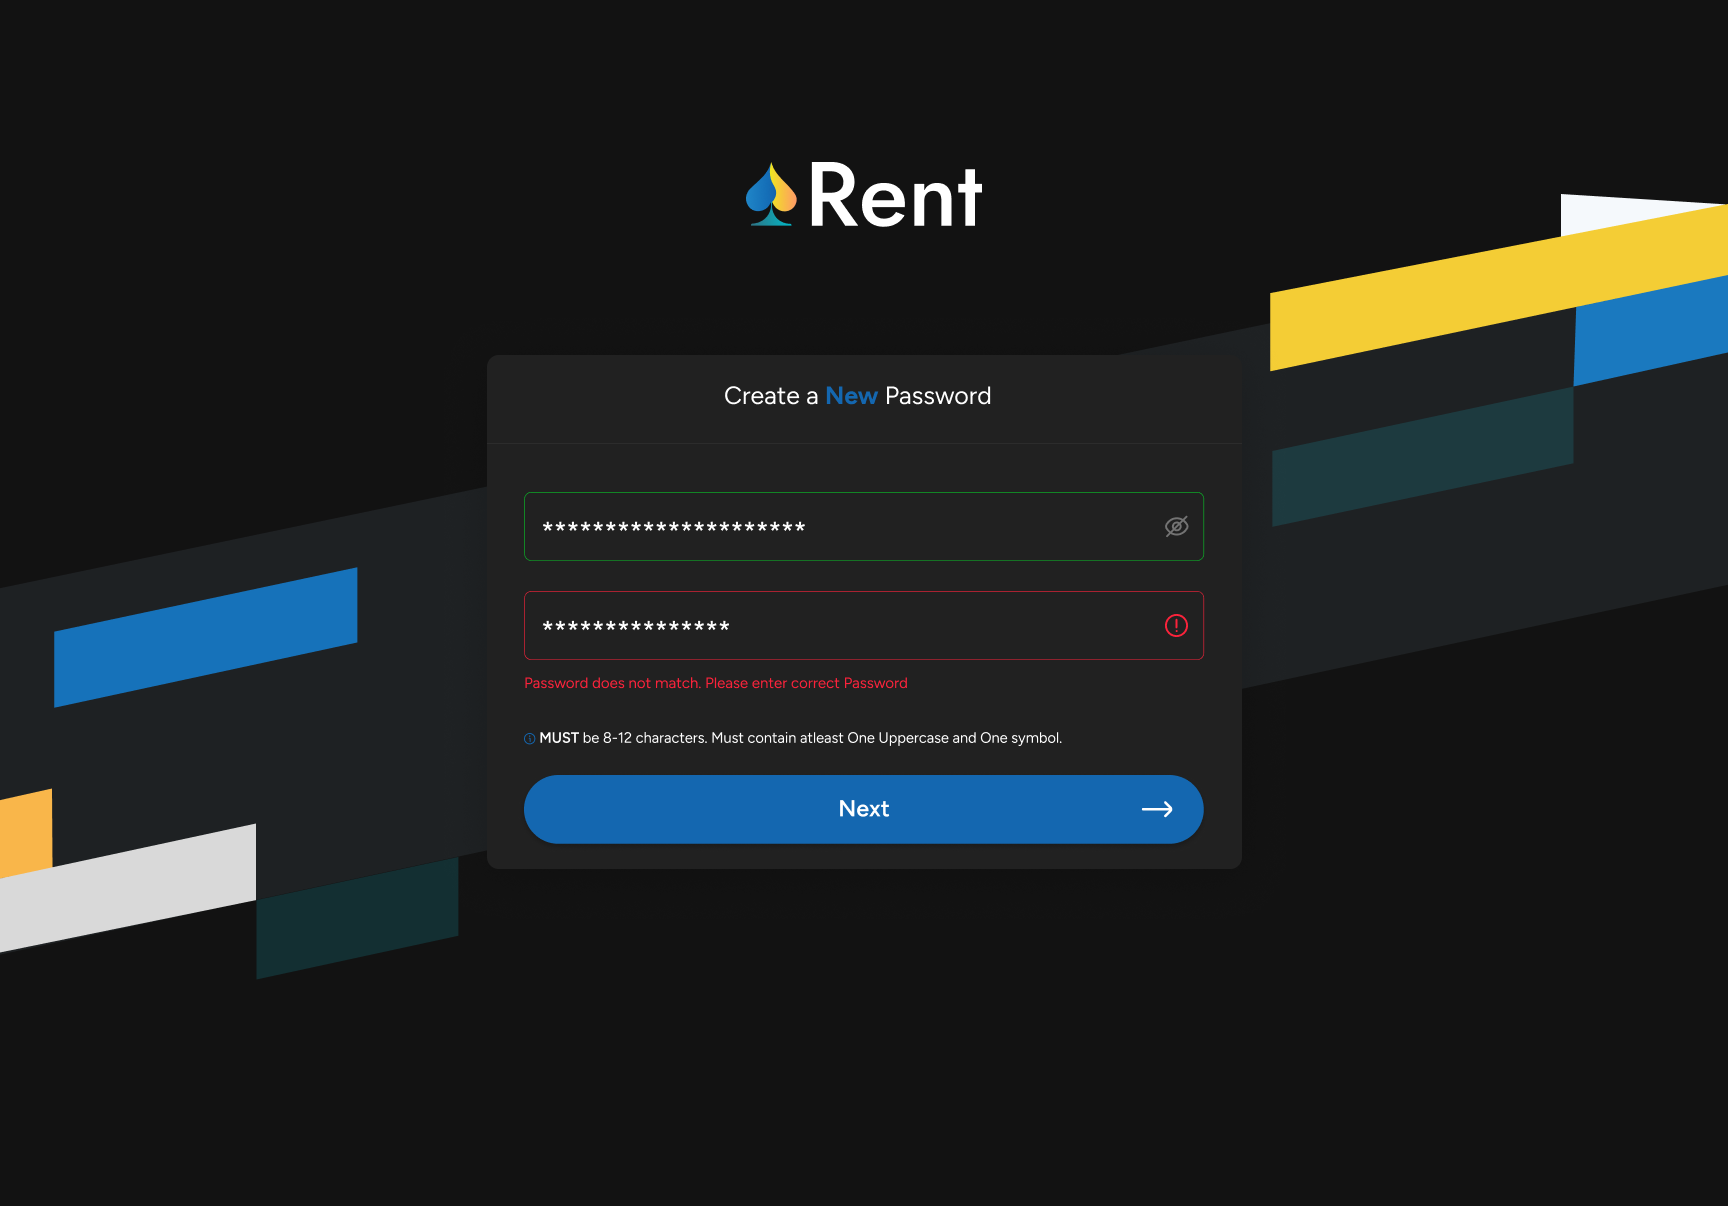 Rent
Create a New Password
*********************
***************
Password does not match. Please enter correct Password
MUST be 8-12 characters. Must contain atleast One Uppercase and One symbol.
Next